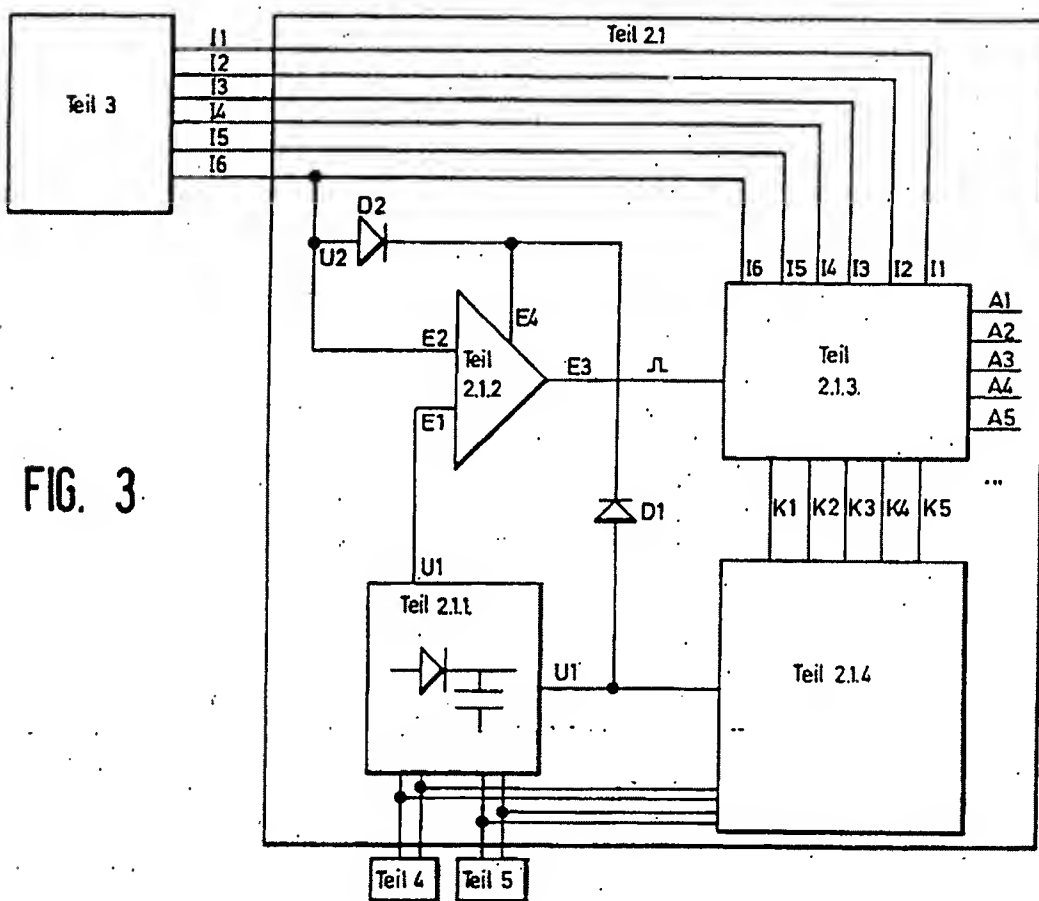 Teil 2.1
I1
I2
I3
I4
I5
I6
Teil 3
D2
U2
I6 I5 I4 I3 I2 I1
E4
E2
Teil
2.1.2
E3
E1
Teil
2.1.3.
A1
A2
A3
A4
A5
...
FIG. 3
D1
K1 K2 K3 K4 K5
U1
Teil 2.1.1.
U1
Teil 2.1.4
Teil 4
Teil 5